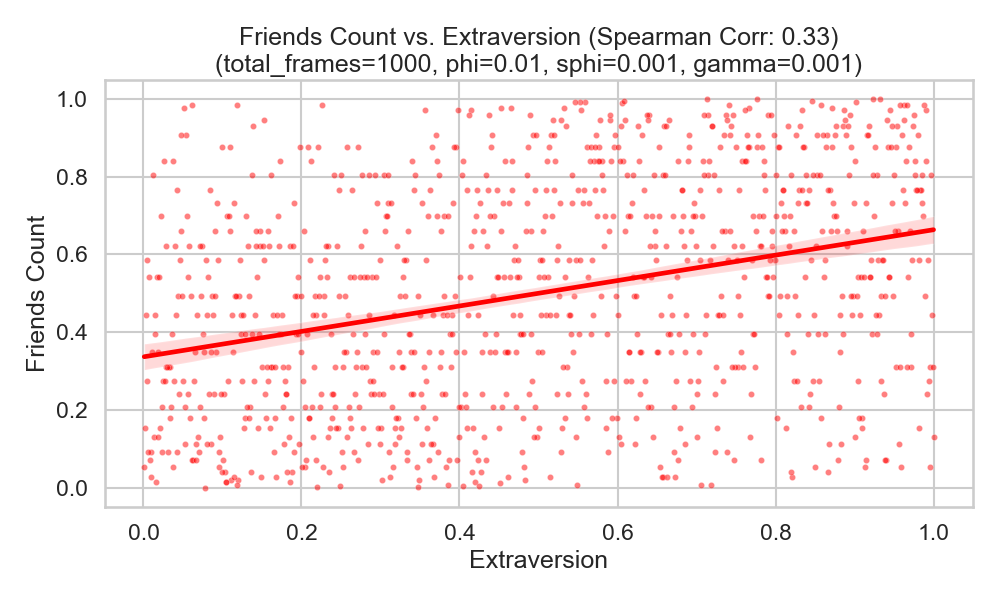 Friends Count vs. Extraversion (Spearman Corr: 0.33)
(total_frames=1000, phi=0.01, sphi=0.001, gamma=0.001)
Friends Count
1.0
0.8
0.6
0.4
0.2
0.0
0.0 0.2 0.4 0.6 0.8 1.0
Extraversion